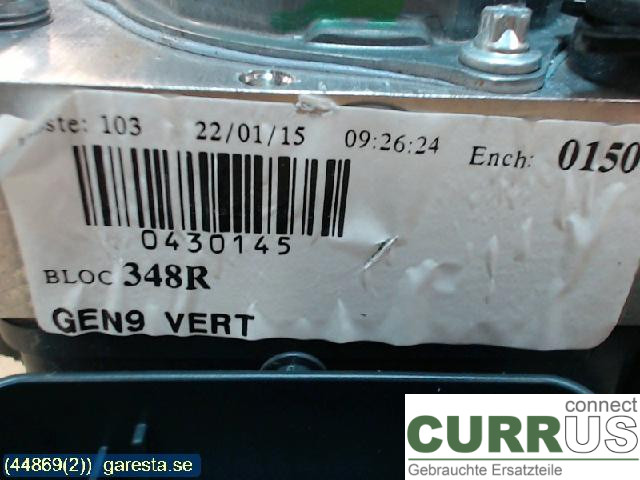 ste: 103 22/01/15 09:26:24 Ench: 0150
0430145
BLOC 348R
GEN9 VERT
connect
CURRUS
Gebrauchte Ersatzteile
(44869(2)) garesta.se